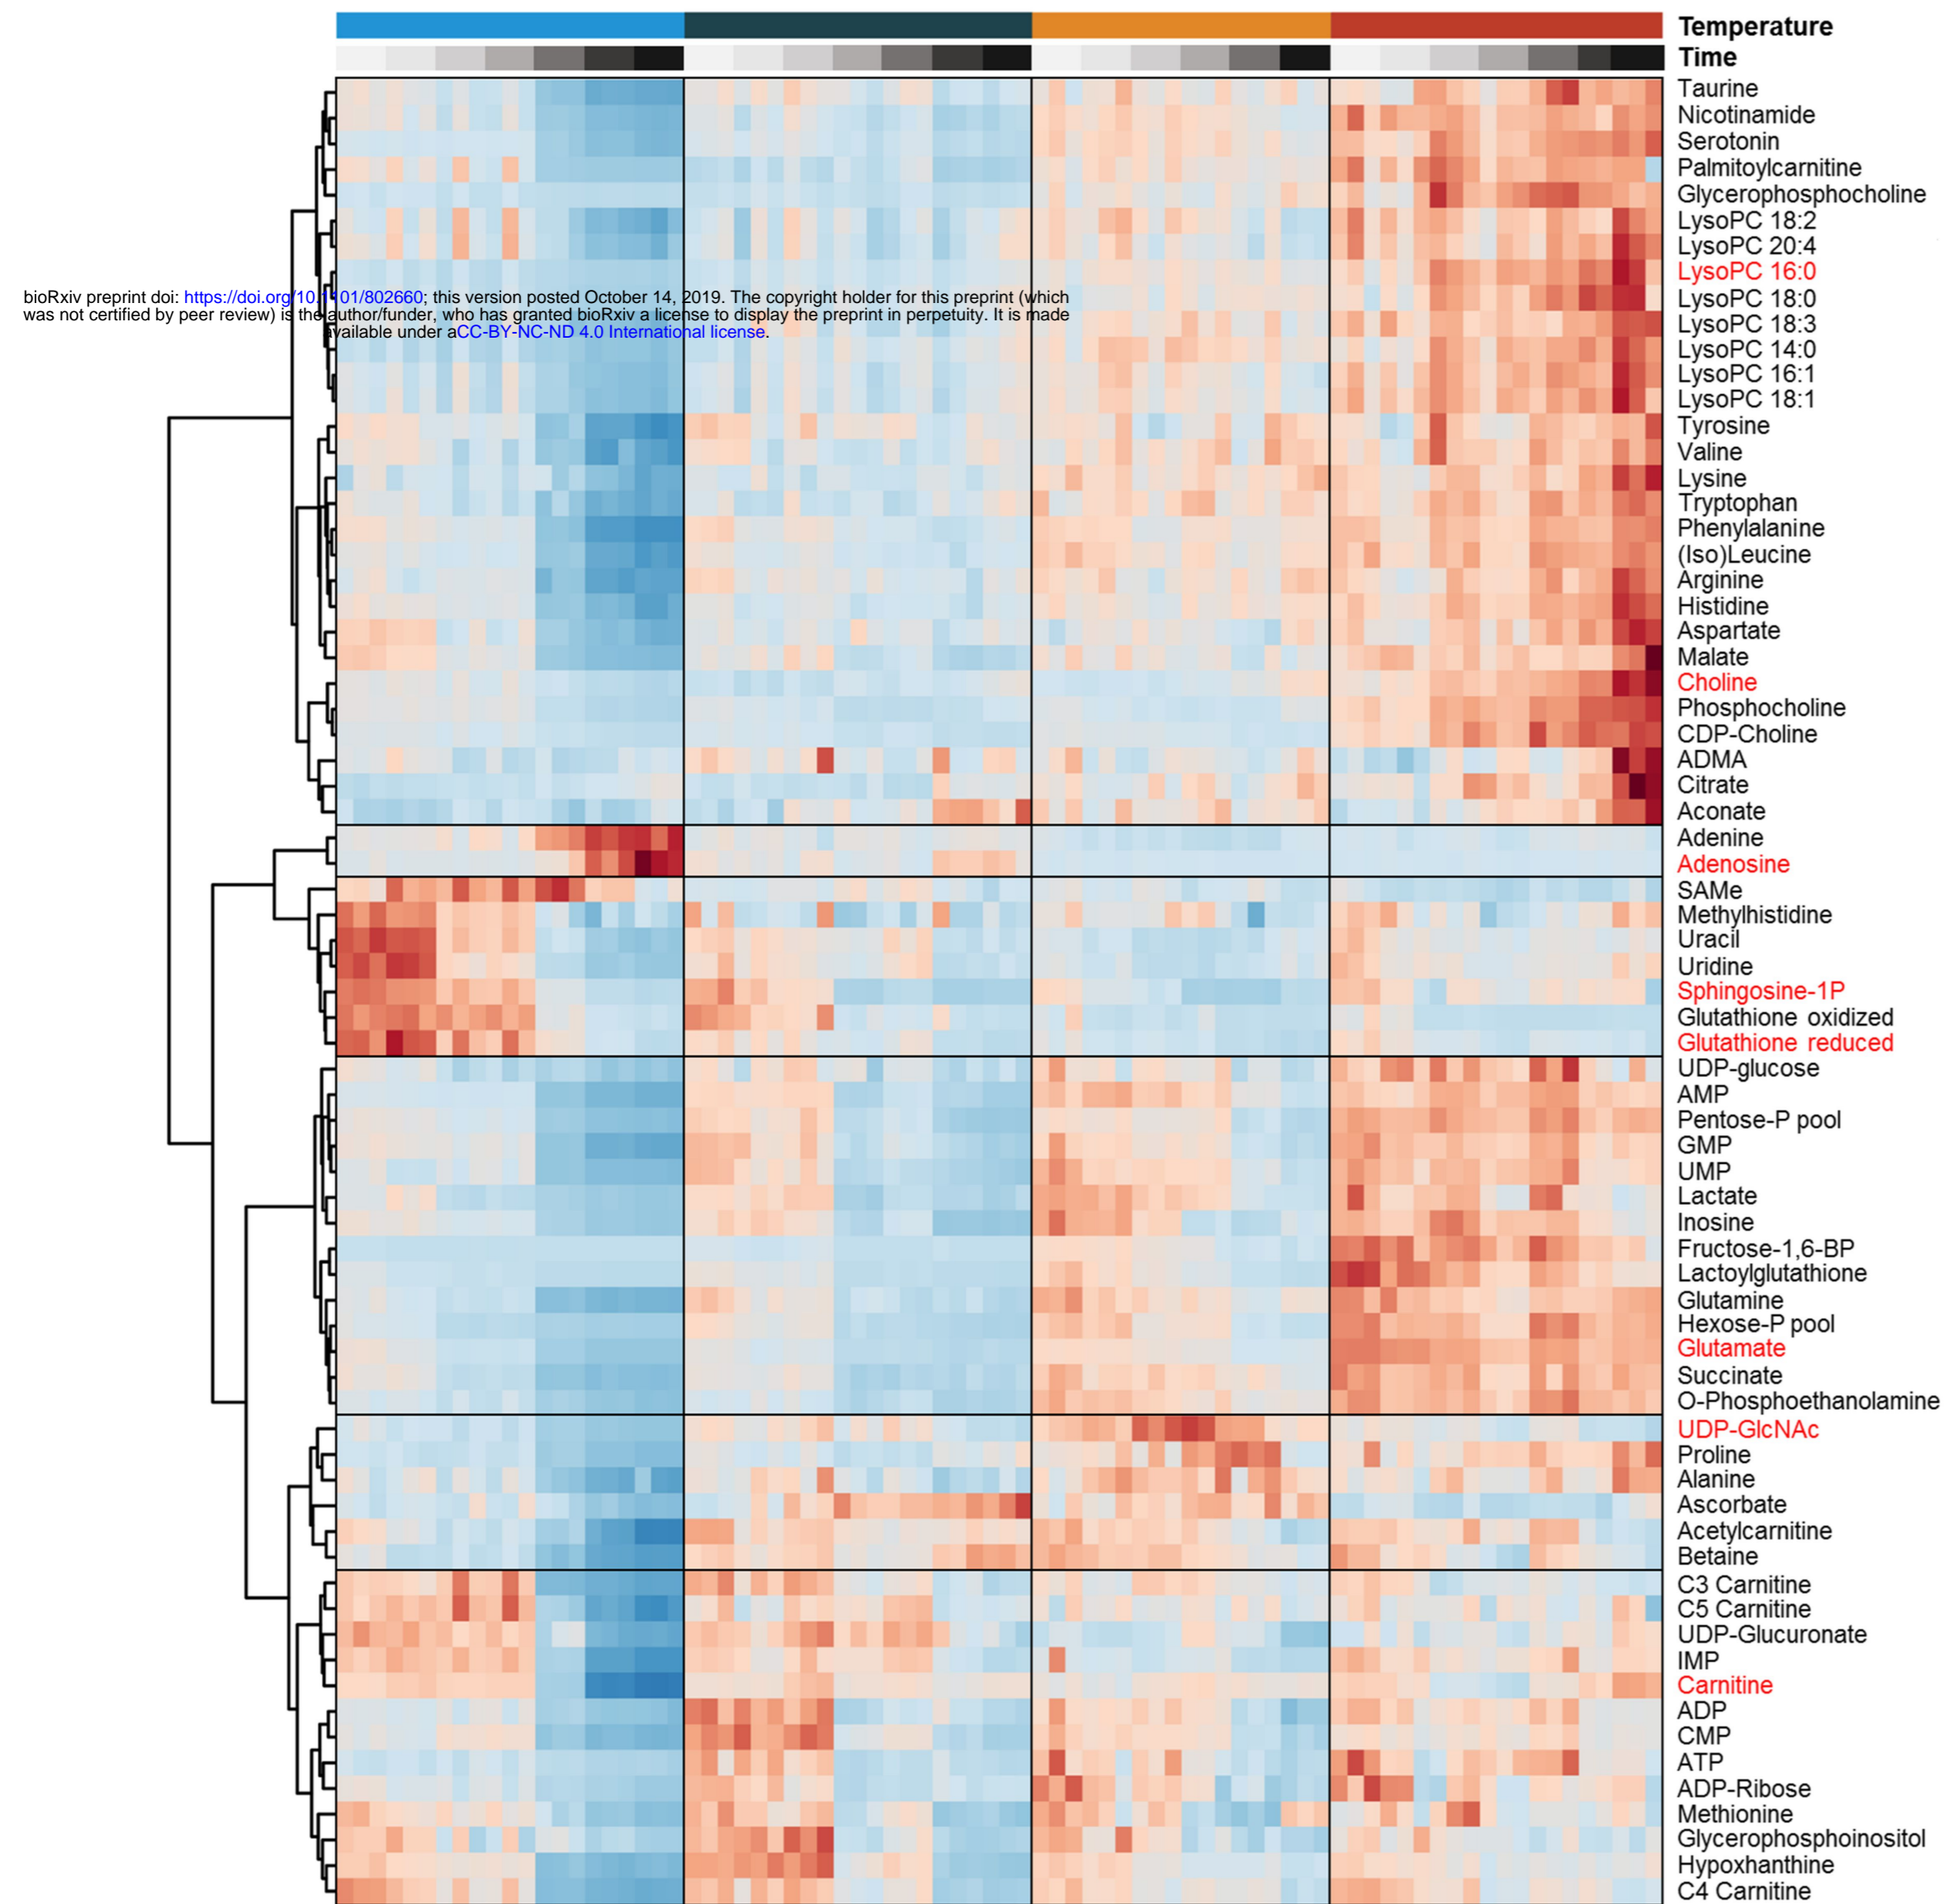 Temperature
Time
Taurine
Nicotinamide
Serotonin
Palmitoylcarnitine
Glycerophosphocholine
LysoPC 18:2
LysoPC 20:4
LysoPC 16:0
bioRxiv preprint doi: https://doi.org/10.1101/802660; this version posted October 14, 2019. The copyright holder for this preprint (which
was not certified by peer review) is the author/funder, who has granted bioRxiv a license to display the preprint in perpetuity. It is made
available under aCC-BY-NC-ND 4.0 International license.
LysoPC 18:0
LysoPC 18:3
LysoPC 14:0
LysoPC 16:1
LysoPC 18:1
Tyrosine
Valine
Lysine
Tryptophan
Phenylalanine
(Iso)Leucine
Arginine
Histidine
Aspartate
Malate
Choline
Phosphocholine
CDP-Choline
ADMA
Citrate
Aconate
Adenine
Adenosine
SAMe
Methylhistidine
Uracil
Uridine
Sphingosine-1P
Glutathione oxidized
Glutathione reduced
UDP-glucose
AMP
Pentose-P pool
GMP
UMP
Lactate
Inosine
Fructose-1,6-BP
Lactoylglutathione
Glutamine
Hexose-P pool
Glutamate
Succinate
O-Phosphoethanolamine
UDP-GlcNAc
Proline
Alanine
Ascorbate
Acetylcarnitine
Betaine
C3 Carnitine
C5 Carnitine
UDP-Glucuronate
IMP
Carnitine
ADP
CMP
ATP
ADP-Ribose
Methionine
Glycerophosphoinositol
Hypoxanthine
C4 Carnitine